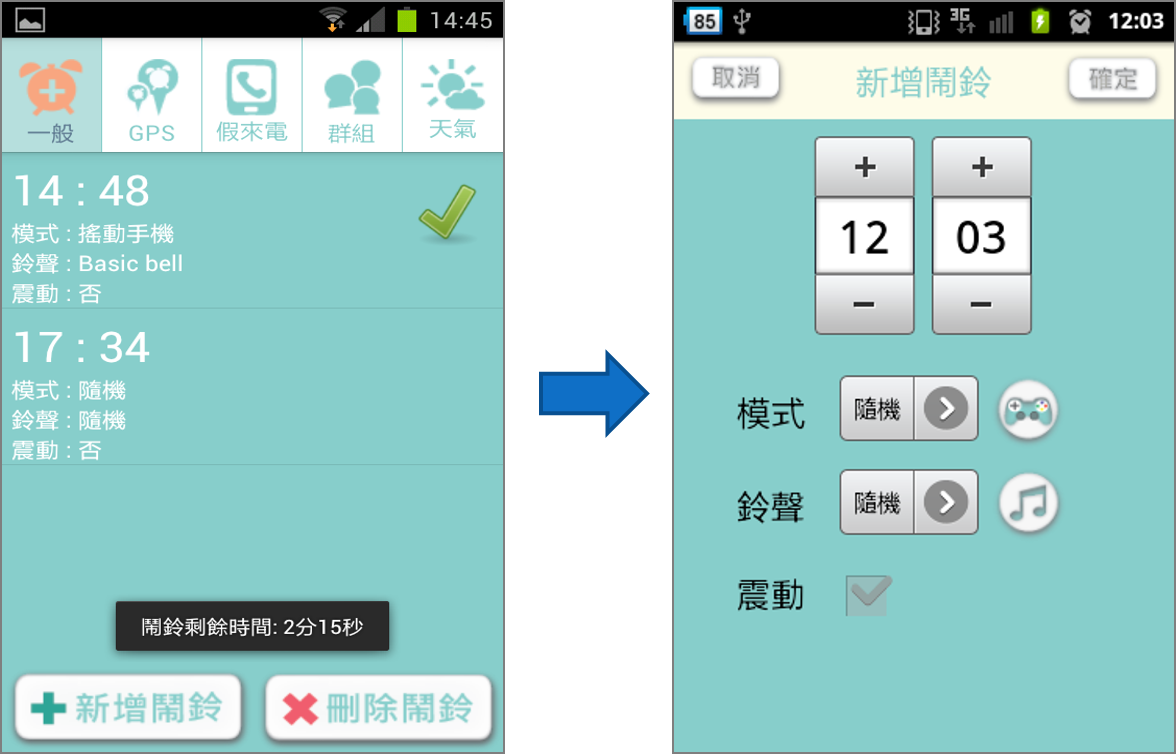 14:45
一般
GPS
假來電
群組
天氣
14 : 48
模式 : 搖動手機
鈴聲 : Basic bell
震動 : 否
17 : 34
模式 : 隨機
鈴聲 : 隨機
震動 : 否
鬧鈴剩餘時間: 2分15秒
新增鬧鈴
刪除鬧鈴
85
3G
12:03
取消
新增鬧鈴
確定
+
+
12
03
−
−
模式
隨機
鈴聲
隨機
震動